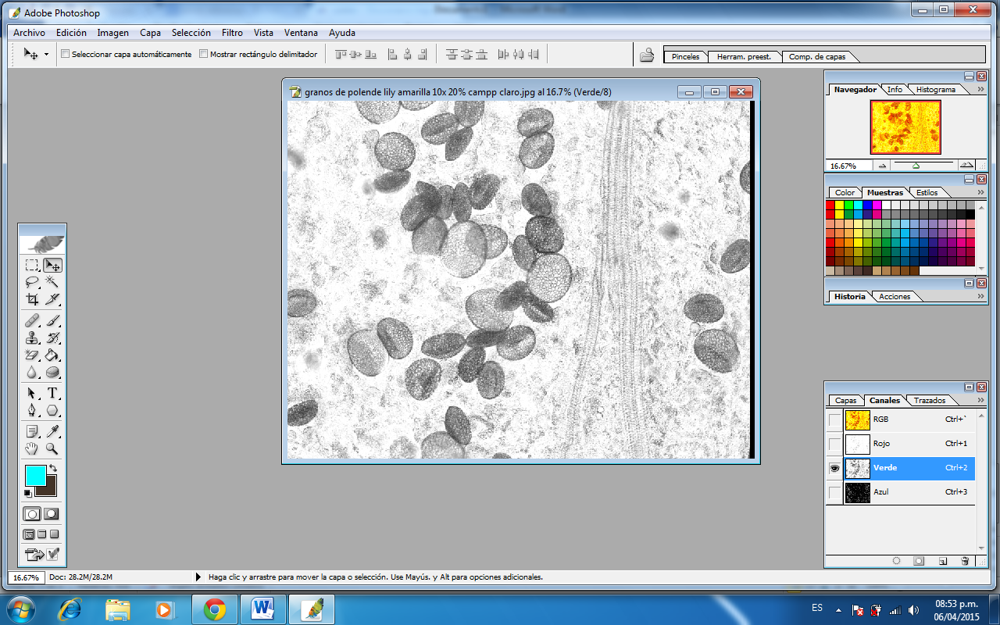 Adobe Photoshop
Archivo Edición Imagen Capa Selección Filtro Vista Ventana Ayuda
Seleccionar capa automáticamente Mostrar rectángulo delimitador
Pinceles Herram. preest. Comp. de capas
granos de polende lily amarilla 10x 20% campp claro.jpg al 16.7% (Verde/8)
Navegador Info Histograma
16.67%
Color Muestras Estilos
Historia Acciones
Capas Canales Trazados
RGB Ctrl+`
Rojo Ctrl+1
Verde Ctrl+2
Azul Ctrl+3
16.67% Doc: 28.2M/28.2M Haga clic y arrastre para mover la capa o selección. Use Mayús. y Alt para opciones adicionales.
ES
08:53 p.m.
06/04/2015